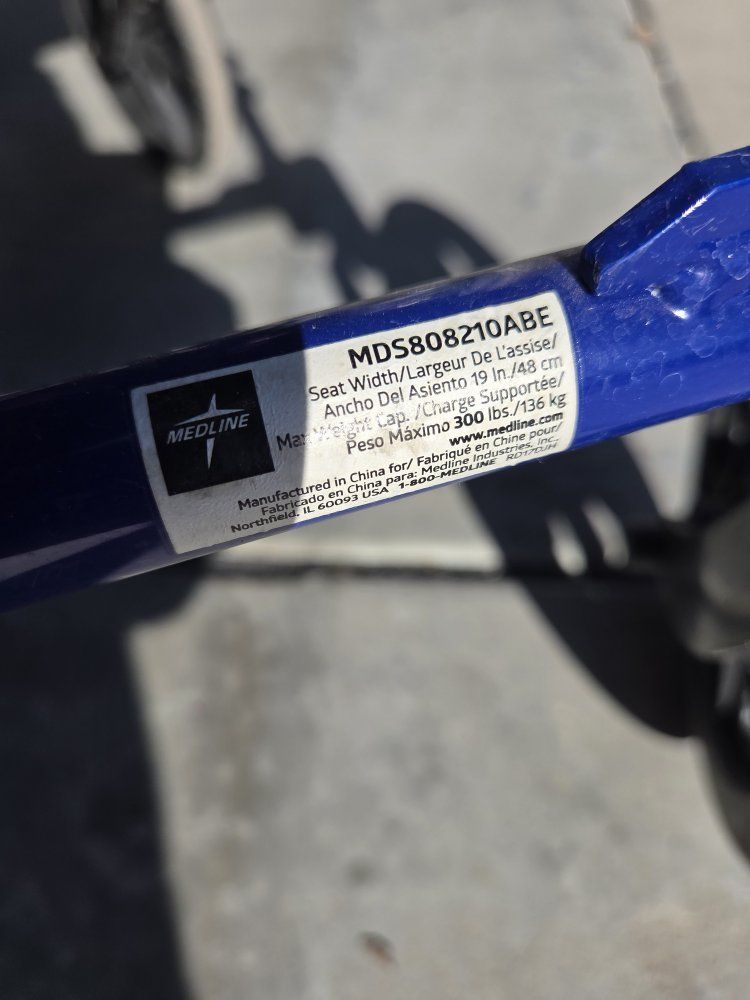 MEDLINE
MDS808210ABE
Seat Width/Largeur De L'assise/
Ancho Del Asiento 19 In./48 cm
Max Weight Cap./Charge Supportée/
Peso Máximo 300 lbs./136 kg
www.medline.com
Manufactured in China for/ Fabriqué en Chine pour/
Fabricado en China para: Medline Industries, Inc.
Northfield, IL 60093 USA 1-800-MEDLINE RD17DJH